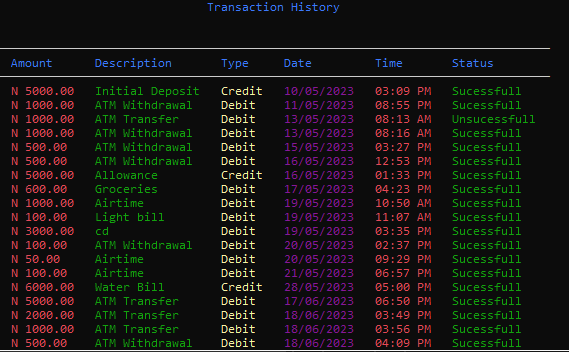 Transaction History
Amount Description Type Date Time Status
N 5000.00 Initial Deposit Credit 10/05/2023 03:09 PM Sucessfull
N 1000.00 ATM Withdrawal Debit 11/05/2023 08:55 PM Sucessfull
N 1000.00 ATM Transfer Debit 13/05/2023 08:13 AM Unsucessfull
N 1000.00 ATM Withdrawal Debit 13/05/2023 08:16 AM Sucessfull
N 500.00 ATM Withdrawal Debit 15/05/2023 03:27 PM Sucessfull
N 500.00 ATM Withdrawal Debit 16/05/2023 12:53 PM Sucessfull
N 5000.00 Allowance Credit 16/05/2023 01:33 PM Sucessfull
N 600.00 Groceries Debit 17/05/2023 04:23 PM Sucessfull
N 1000.00 Airtime Debit 19/05/2023 10:50 AM Sucessfull
N 100.00 Light bill Debit 19/05/2023 11:07 AM Sucessfull
N 3000.00 cd Debit 19/05/2023 03:35 PM Sucessfull
N 100.00 ATM Withdrawal Debit 20/05/2023 02:37 PM Sucessfull
N 50.00 Airtime Debit 20/05/2023 09:29 PM Sucessfull
N 100.00 Airtime Debit 21/05/2023 06:57 PM Sucessfull
N 6000.00 Water Bill Credit 28/05/2023 05:00 PM Sucessfull
N 5000.00 ATM Transfer Debit 17/06/2023 06:50 PM Sucessfull
N 2000.00 ATM Transfer Debit 18/06/2023 03:49 PM Sucessfull
N 1000.00 ATM Transfer Debit 18/06/2023 03:56 PM Sucessfull
N 500.00 ATM Withdrawal Debit 18/06/2023 04:09 PM Sucessfull